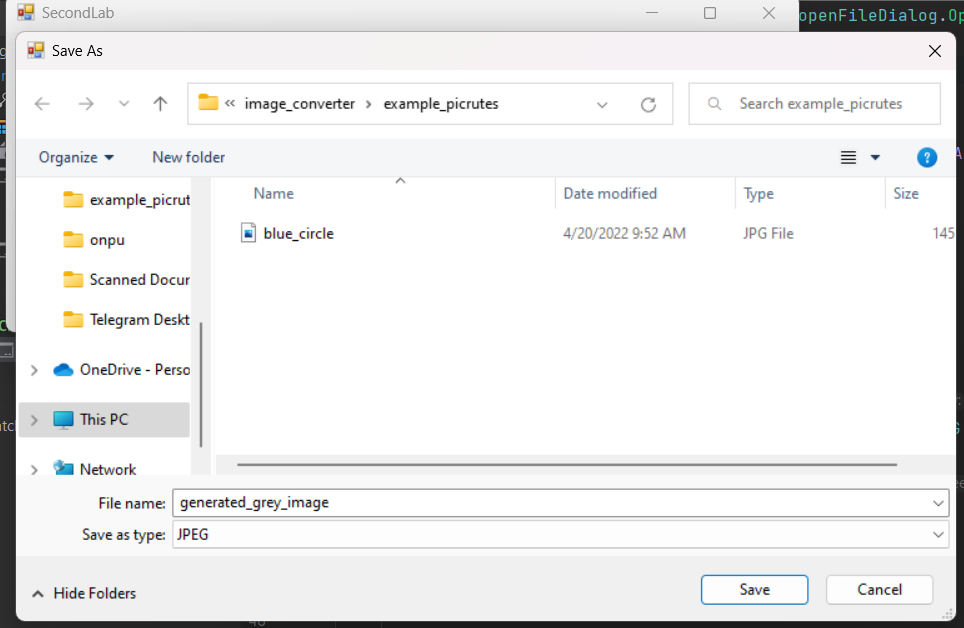 SecondLab
openFileDialog.Op
Save As
« image_converter › example_picrutes
Search example_picrutes
Organize
New folder
?
Name
Date modified
Type
Size
example_picrut
blue_circle
4/20/2022 9:52 AM
JPG File
145
onpu
Scanned Docur
Telegram Deskt
OneDrive - Perso
This PC
Network
File name: generated_grey_image
Save as type: JPEG
Hide Folders
Save
Cancel